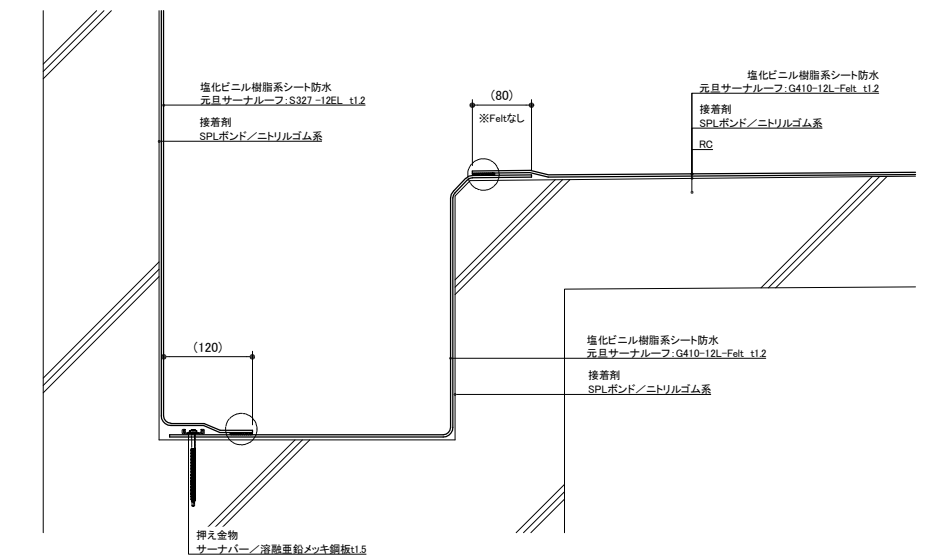 塩化ビニル樹脂系シート防水
元旦サーナルーフ:S327 -12EL t1.2
接着剤
SPLボンド/ニトリルゴム系
(80)
※Feltなし
塩化ビニル樹脂系シート防水
元旦サーナルーフ:G410-12L-Felt t1.2
接着剤
SPLボンド/ニトリルゴム系
RC
(120)
塩化ビニル樹脂系シート防水
元旦サーナルーフ:G410-12L-Felt t1.2
接着剤
SPLボンド/ニトリルゴム系
押え金物
サーナバー/溶融亜鉛メッキ鋼板t1.5